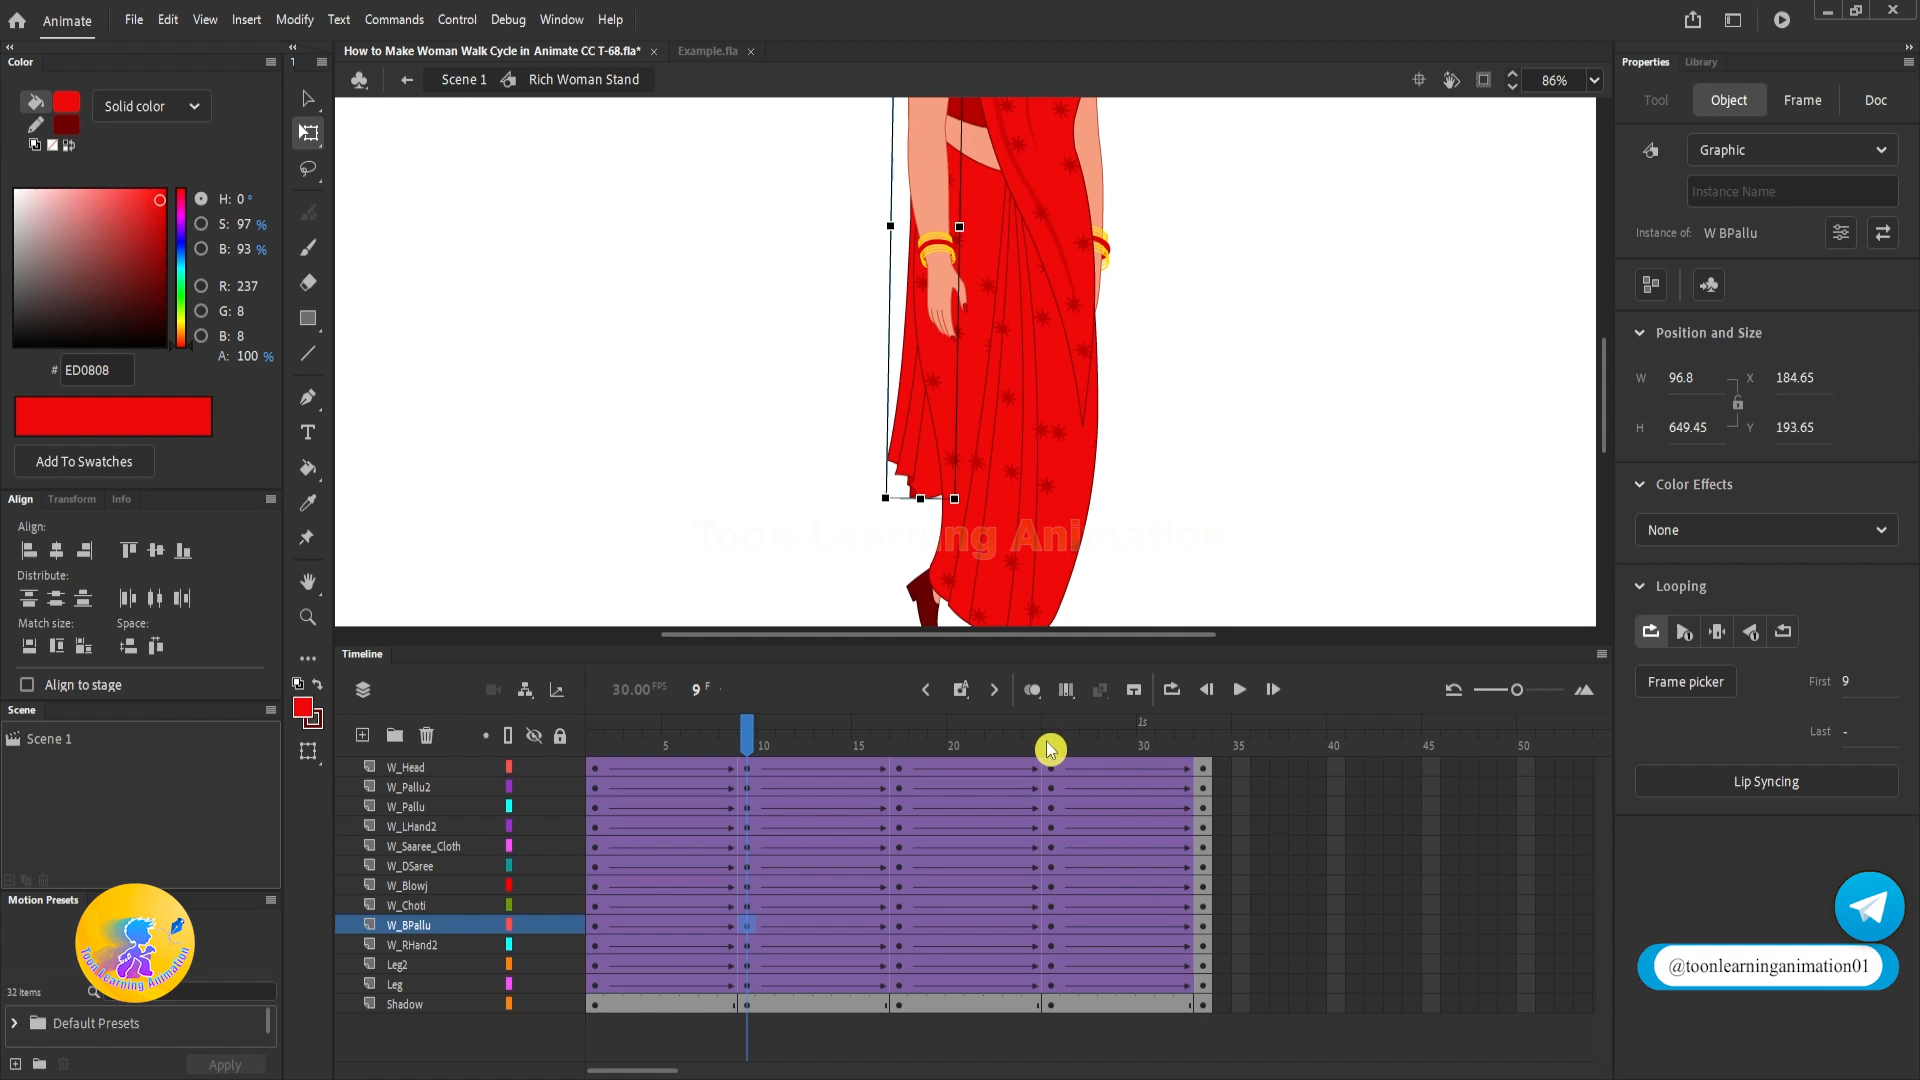 Animate File Edit View Insert Modify Text Commands Control Debug Window Help
Color
How to Make Woman Walk Cycle in Animate CC T-68.fla* Example.fla
Properties Library
Scene 1 Rich Woman Stand 86%
Solid color
Tool Object Frame Doc
Graphic
Instance Name
Instance of: W BPallu
H: 0 °
S: 97 %
B: 93 %
R: 237
G: 8
B: 8
A: 100 %
# ED0808
Add To Swatches
Position and Size
W 96.8 X 184.65
H 649.45 Y 193.65
Color Effects
None
Looping
Frame picker First 9
Last -
Lip Syncing
Align Transform Info
Align:
Distribute:
Match size: Space:
Align to stage
Toon Learning Animation
Scene
Scene 1
Timeline
30.00 FPS 9 F
1s
5 10 15 20 30 35 40 45 50
W_Head
W_Pallu2
W_Pallu
W_LHand2
W_Saaree_Cloth
W_DSaree
W_Blowj
W_Choti
W_BPallu
W_RHand2
Leg2
Leg
Shadow
Motion Presets
Toon Learning Animation
32 items
Default Presets
Apply
@toonlearninganimation01